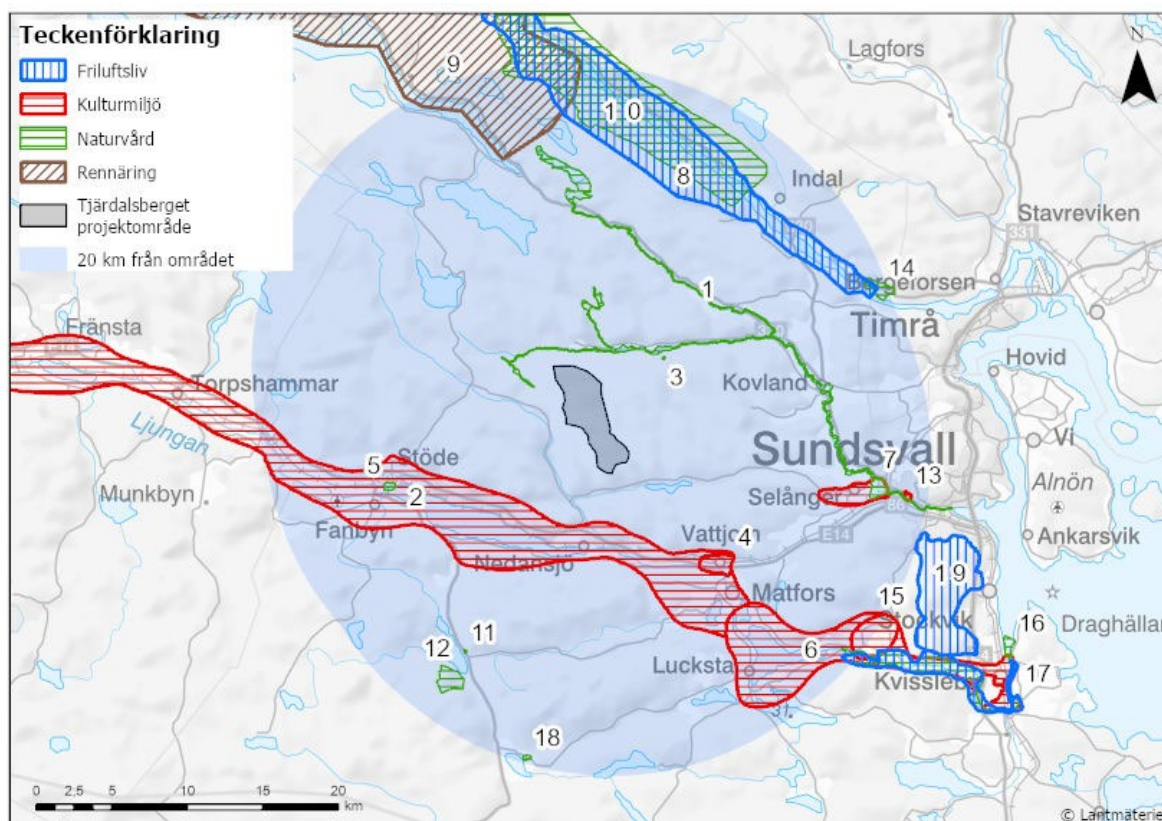 Teckenförklaring
Friluftsliv
Kulturmiljö
Naturvård
Rennäring
Tjärdalsberget
projektområde
20 km från området
N
Lagfors
9
10
8
Indal
Stavreviken
331
14
Bergeforsen
1
Timrå
Fränsta
Hovid
3
Torpshammar
Kovland
Ljungan
Vi
Sundsvall
Stöde
5
7
13
Alnön
Munkbyn
2
Selånger
86
Fanbyn
E14
Ankarsvik
Vattjom
4
Nedansjö
19
Matfors
15
Stockvik
Draghällan
16
11
12
6
Lucksta
4
Kvissleby
17
31
18
0 2,5 5 10 15 20
km
© Lantmäteriet